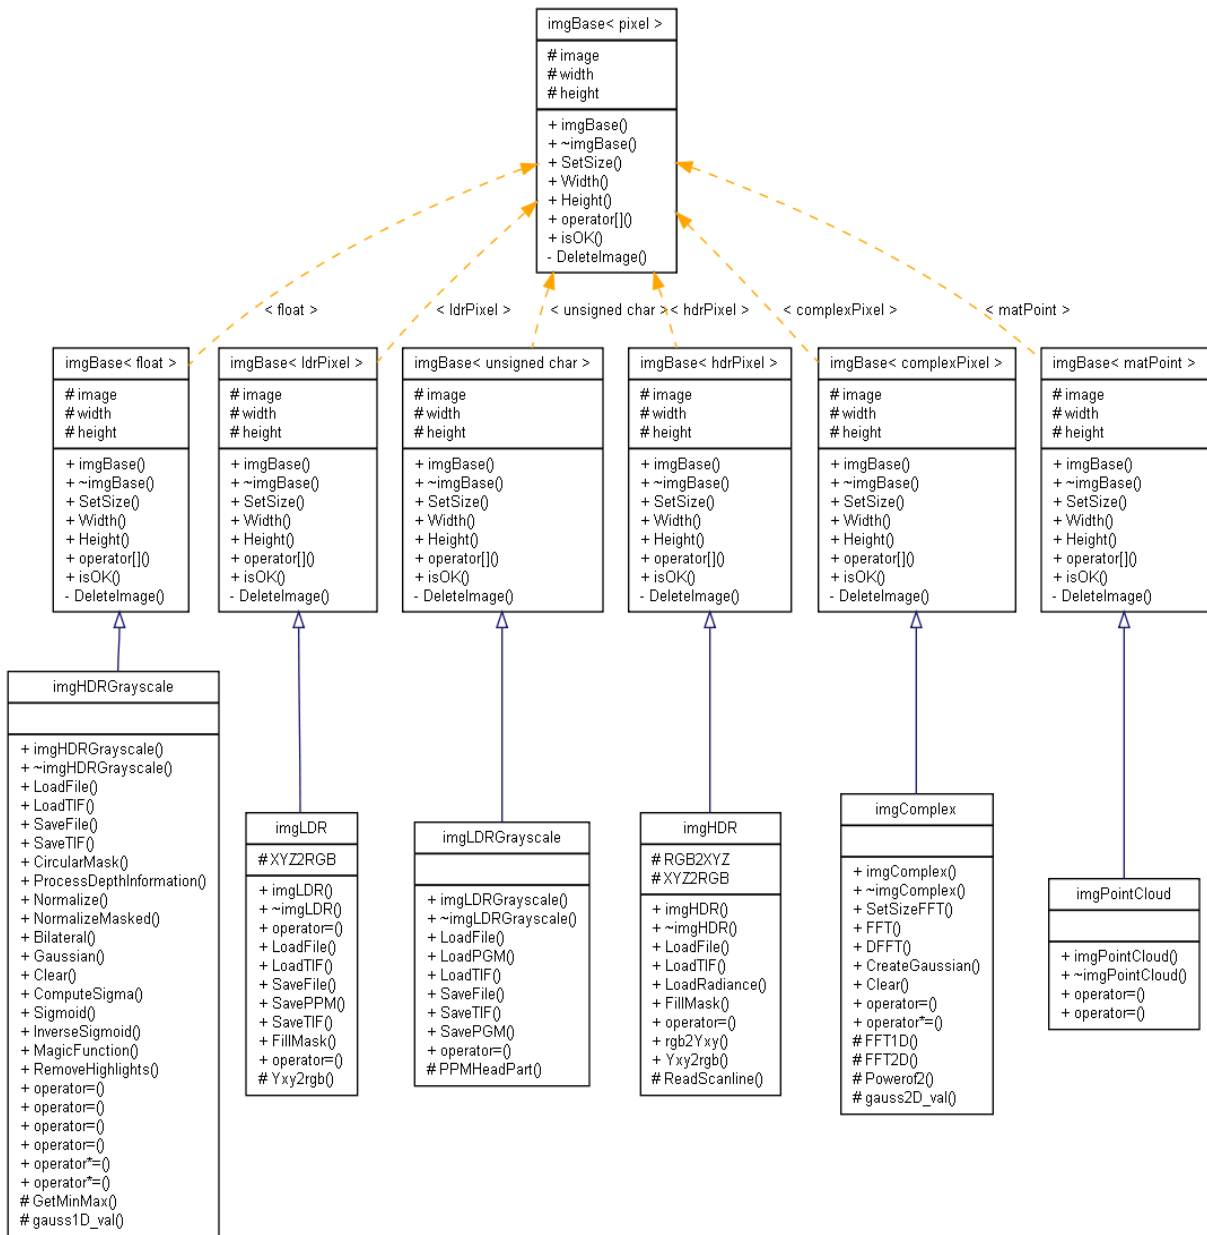 imgBase< pixel >
# image
# width
# height
+ imgBase()
+ ~imgBase()
+ SetSize()
+ Width()
+ Height()
+ operator[]()
+ isOK()
- DeleteImage()
< float >
< ldrPixel >
< unsigned char >
< hdrPixel >
< complexPixel >
< matPoint >
imgBase< float >
# image
# width
# height
+ imgBase()
+ ~imgBase()
+ SetSize()
+ Width()
+ Height()
+ operator[]()
+ isOK()
- DeleteImage()
imgBase< ldrPixel >
# image
# width
# height
+ imgBase()
+ ~imgBase()
+ SetSize()
+ Width()
+ Height()
+ operator[]()
+ isOK()
- DeleteImage()
imgBase< unsigned char >
# image
# width
# height
+ imgBase()
+ ~imgBase()
+ SetSize()
+ Width()
+ Height()
+ operator[]()
+ isOK()
- DeleteImage()
imgBase< hdrPixel >
# image
# width
# height
+ imgBase()
+ ~imgBase()
+ SetSize()
+ Width()
+ Height()
+ operator[]()
+ isOK()
- DeleteImage()
imgBase< complexPixel >
# image
# width
# height
+ imgBase()
+ ~imgBase()
+ SetSize()
+ Width()
+ Height()
+ operator[]()
+ isOK()
- DeleteImage()
imgBase< matPoint >
# image
# width
# height
+ imgBase()
+ ~imgBase()
+ SetSize()
+ Width()
+ Height()
+ operator[]()
+ isOK()
- DeleteImage()
imgHDRGrayscale
+ imgHDRGrayscale()
+ ~imgHDRGrayscale()
+ LoadFile()
+ LoadTIF()
+ SaveFile()
+ SaveTIF()
+ CircularMask()
+ ProcessDepthInformation()
+ Normalize()
+ NormalizeMasked()
+ Bilateral()
+ Gaussian()
+ Clear()
+ ComputeSigma()
+ Sigmoid()
+ InverseSigmoid()
+ MagicFunction()
+ RemoveHighlights()
+ operator=()
+ operator=()
+ operator=()
+ operator=()
+ operator*=()
+ operator*=()
# GetMinMax()
# gauss1D_val()
imgLDR
# XYZ2RGB
+ imgLDR()
+ ~imgLDR()
+ operator=()
+ LoadFile()
+ LoadTIF()
+ SaveFile()
+ SavePPM()
+ SaveTIF()
+ FillMask()
+ operator=()
# Yxy2rgb()
imgLDRGrayscale
+ imgLDRGrayscale()
+ ~imgLDRGrayscale()
+ LoadFile()
+ LoadPGM()
+ LoadTIF()
+ SaveFile()
+ SaveTIF()
+ SavePGM()
+ operator=()
# PPMHeadPart()
imgHDR
# RGB2XYZ
# XYZ2RGB
+ imgHDR()
+ ~imgHDR()
+ LoadFile()
+ LoadTIF()
+ LoadRadiance()
+ FillMask()
+ operator=()
+ rgb2Yxy()
+ Yxy2rgb()
# ReadScanline()
imgComplex
+ imgComplex()
+ ~imgComplex()
+ SetSizeFFT()
+ FFT()
+ DFFT()
+ CreateGaussian()
+ Clear()
+ operator=()
+ operator*=()
# FFT1D()
# FFT2D()
# Powerof2()
# gauss2D_val()
imgPointCloud
+ imgPointCloud()
+ ~imgPointCloud()
+ operator=()
+ operator=()